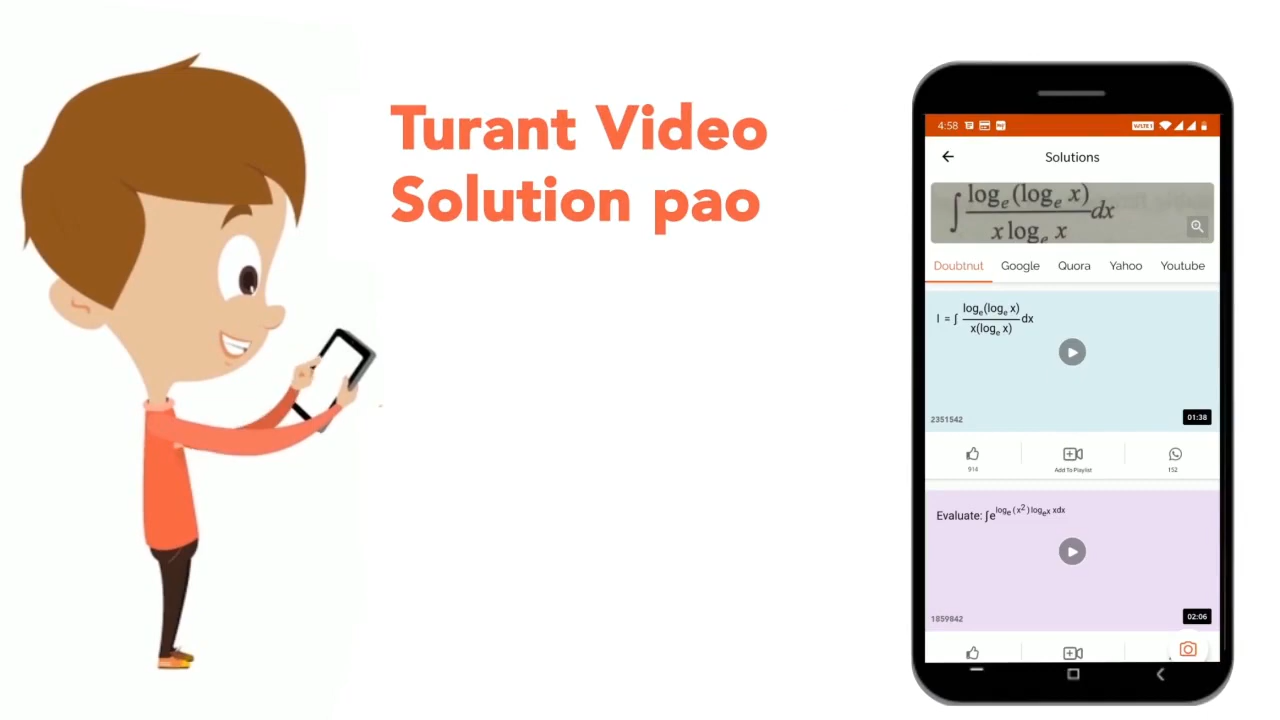 Turant Video
Solution pao
4:58
VoLTE1
Solutions
∫ logₑ(logₑ x) / x logₑ x dx
Doubtnut Google Quora Yahoo Youtube
I = ∫ logₑ(logₑ x) / x(logₑ x) dx
2351542 01:38
914 Add To Playlist 152
Evaluate: ∫e^logₑ(x²)logₑx xdx
1859842 02:06